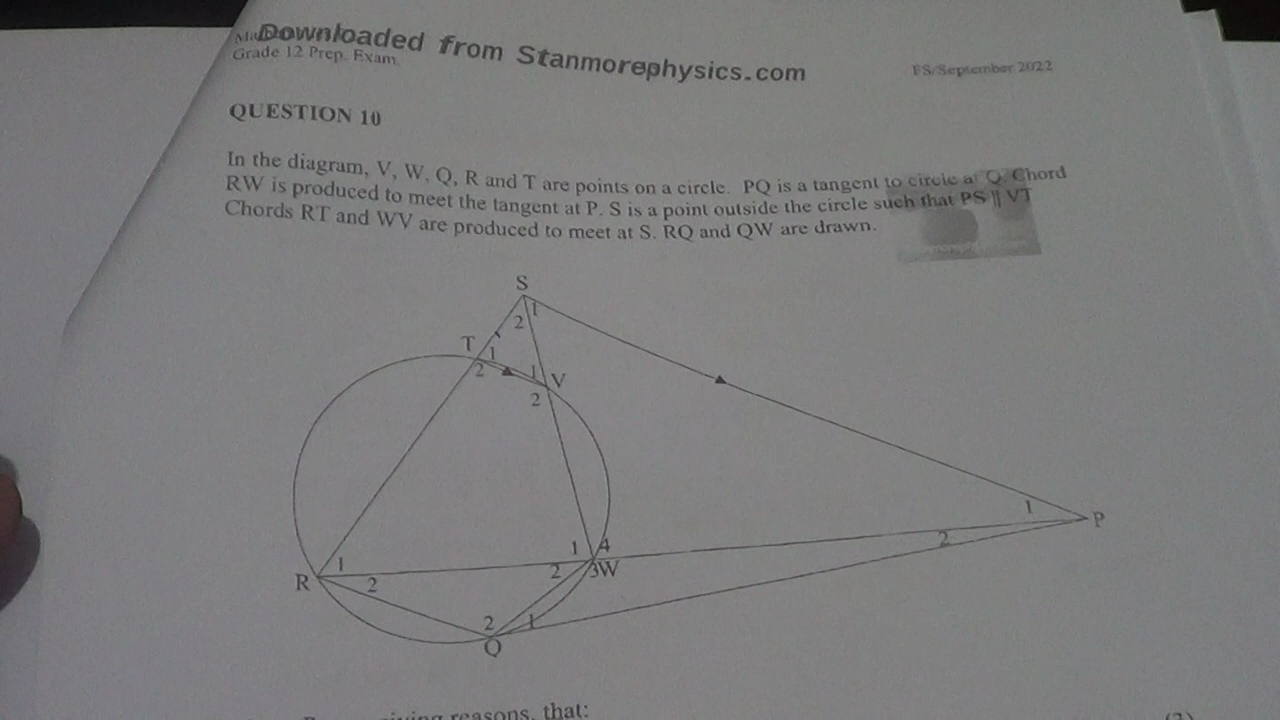 Downloaded from Stanmorephysics.com
Grade 12 Prep. Exam.
FS/September 2022
QUESTION 10
In the diagram, V, W, Q, R and T are points on a circle. PQ is a tangent to circle at Q. Chord
RW is produced to meet the tangent at P. S is a point outside the circle such that PS || VT
Chords RT and WV are produced to meet at S. RQ and QW are drawn.
S
1
2
T
1
2
1
V
2
1
P
2
1
4
R
1
2
2
3
W
2
1
Q
giving reasons, that: